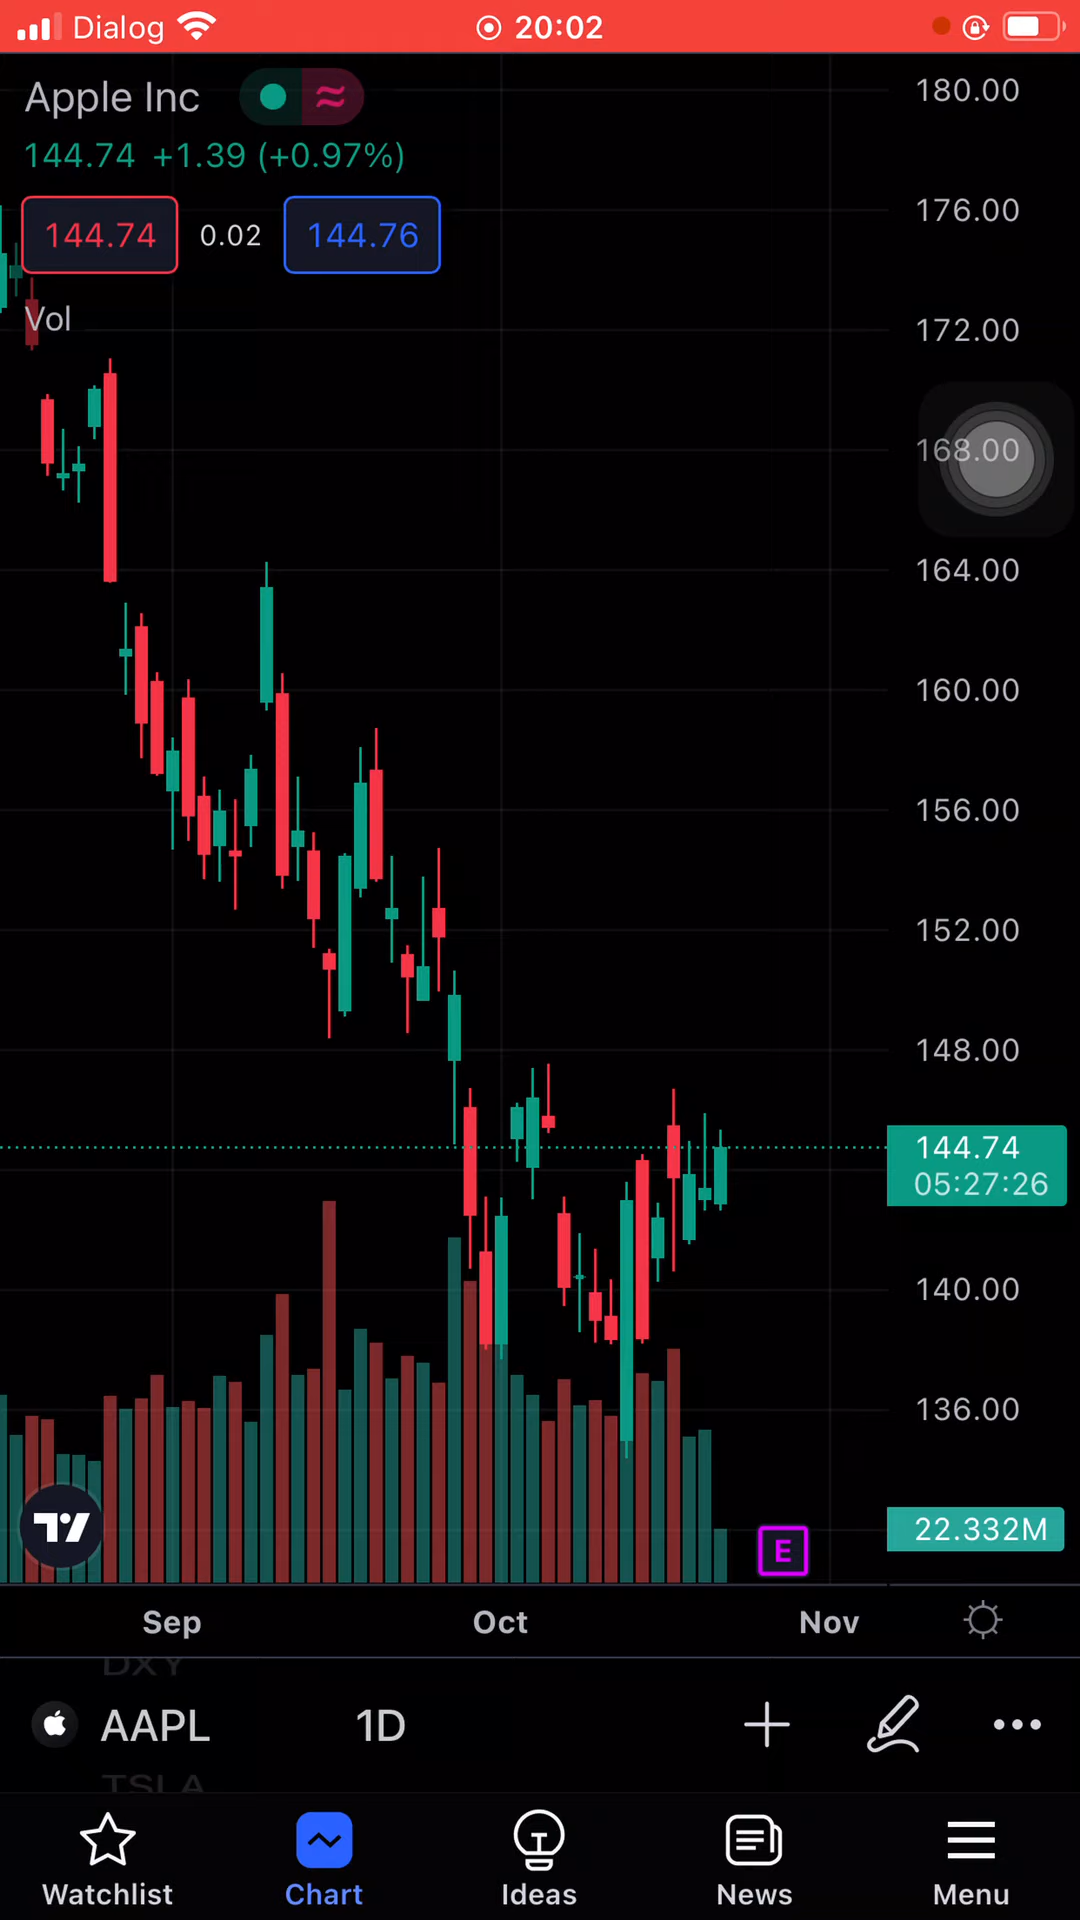 Dialog 20:02
Apple Inc
144.74 +1.39 (+0.97%)
144.74 0.02 144.76
Vol
180.00
176.00
172.00
168.00
164.00
160.00
156.00
152.00
148.00
144.74
05:27:26
140.00
136.00
22.332M
E
Sep Oct Nov
DXY
AAPL 1D
TSLA
Watchlist Chart Ideas News Menu